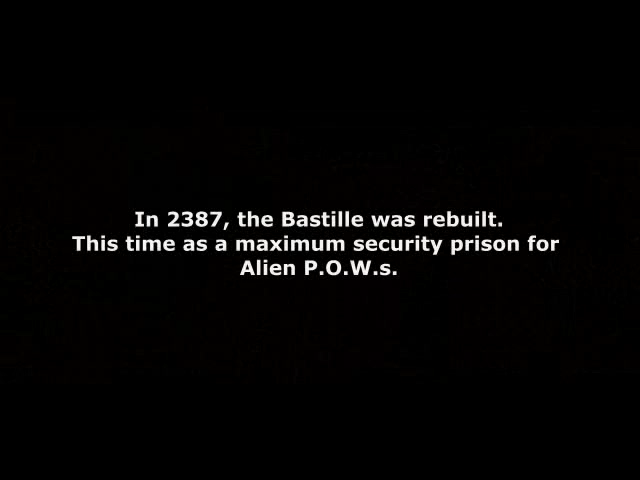 In 2387, the Bastille was rebuilt.
This time as a maximum security prison for
Alien P.O.W.s.